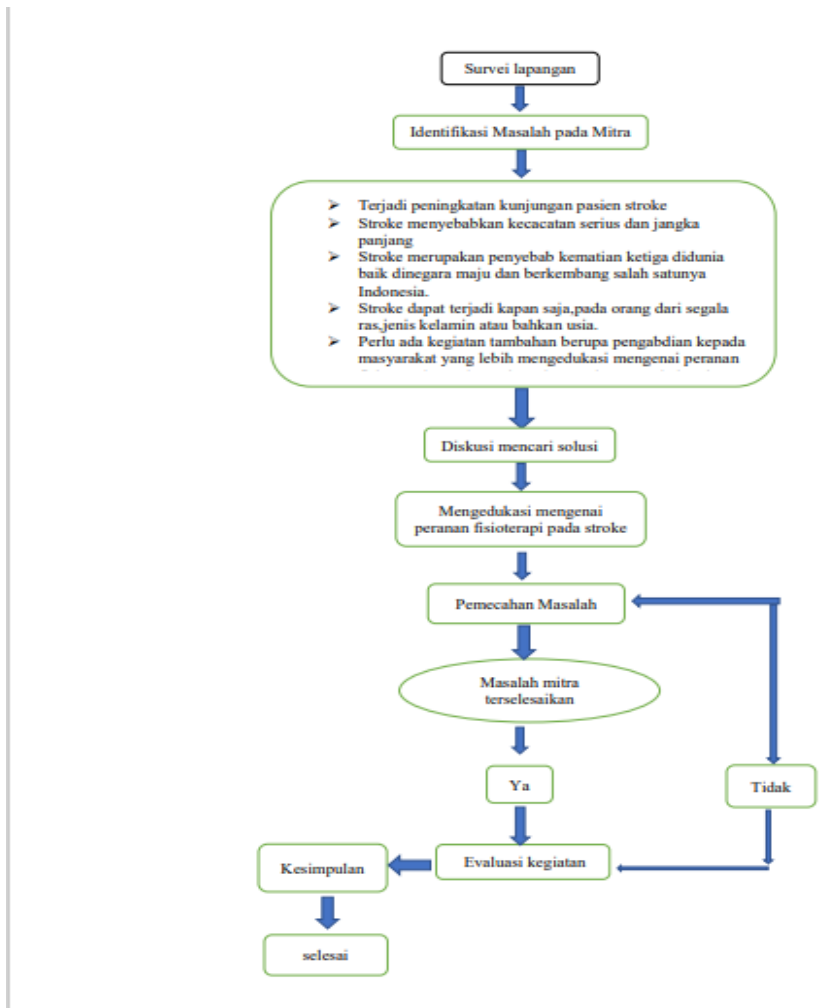 Survei lapangan
Identifikasi Masalah pada Mitra
➢ Terjadi peningkatan kunjungan pasien stroke
➢ Stroke menyebabkan kecacatan serius dan jangka
panjang
➢ Stroke merupakan penyebab kematian ketiga didunia
baik dinegara maju dan berkembang salah satunya
Indonesia.
➢ Stroke dapat terjadi kapan saja,pada orang dari segala
ras,jenis kelamin atau bahkan usia.
➢ Perlu ada kegiatan tambahan berupa pengabdian kepada
masyarakat yang lebih mengedukasi mengenai peranan
Diskusi mencari solusi
Mengedukasi mengenai
peranan fisioterapi pada stroke
Pemecahan Masalah
Masalah mitra
terselesaikan
Ya
Tidak
Evaluasi kegiatan
Kesimpulan
selesai